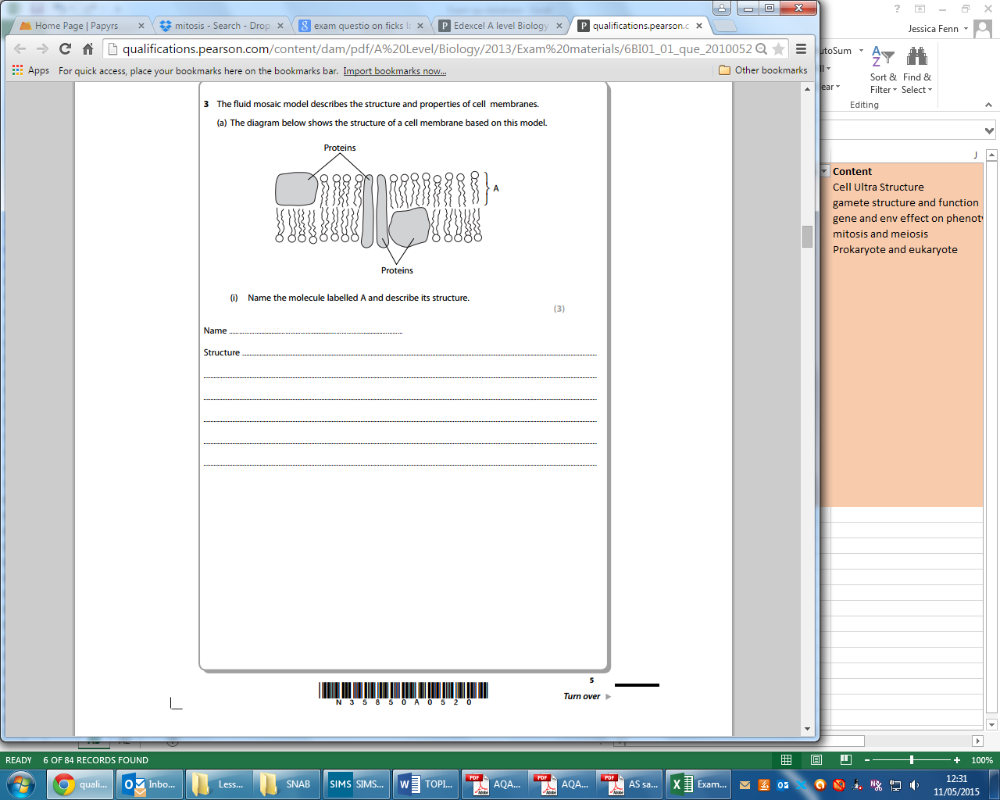 Home Page | Papyrs
mitosis - Search - Drop
exam questio on ficks la
Edexcel A level Biology
qualifications.pearson.c
Jessica Fenn
qualifications.pearson.com/content/dam/pdf/A%20Level/Biology/2013/Exam%20materials/6BI01_01_que_2010052
Apps
For quick access, place your bookmarks here on the bookmarks bar. Import bookmarks now...
Other bookmarks
utoSum
ll
ear
Sort &
Filter
Find &
Select
Editing
3 The fluid mosaic model describes the structure and properties of cell membranes.
(a) The diagram below shows the structure of a cell membrane based on this model.
Proteins
A
Proteins
(i) Name the molecule labelled A and describe its structure.
(3)
Name
Structure
5
Turn over
N 3 5 8 5 0 A 0 5 2 0
J
Content
Cell Ultra Structure
gamete structure and function
gene and env effect on phenoty
mitosis and meiosis
Prokaryote and eukaryote
READY 6 OF 84 RECORDS FOUND
100%
quali...
Inbo...
Less...
SNAB
SIMS SIMS...
TOPI...
AQA...
AQA...
AS sa...
Exam...
12:31
11/05/2015